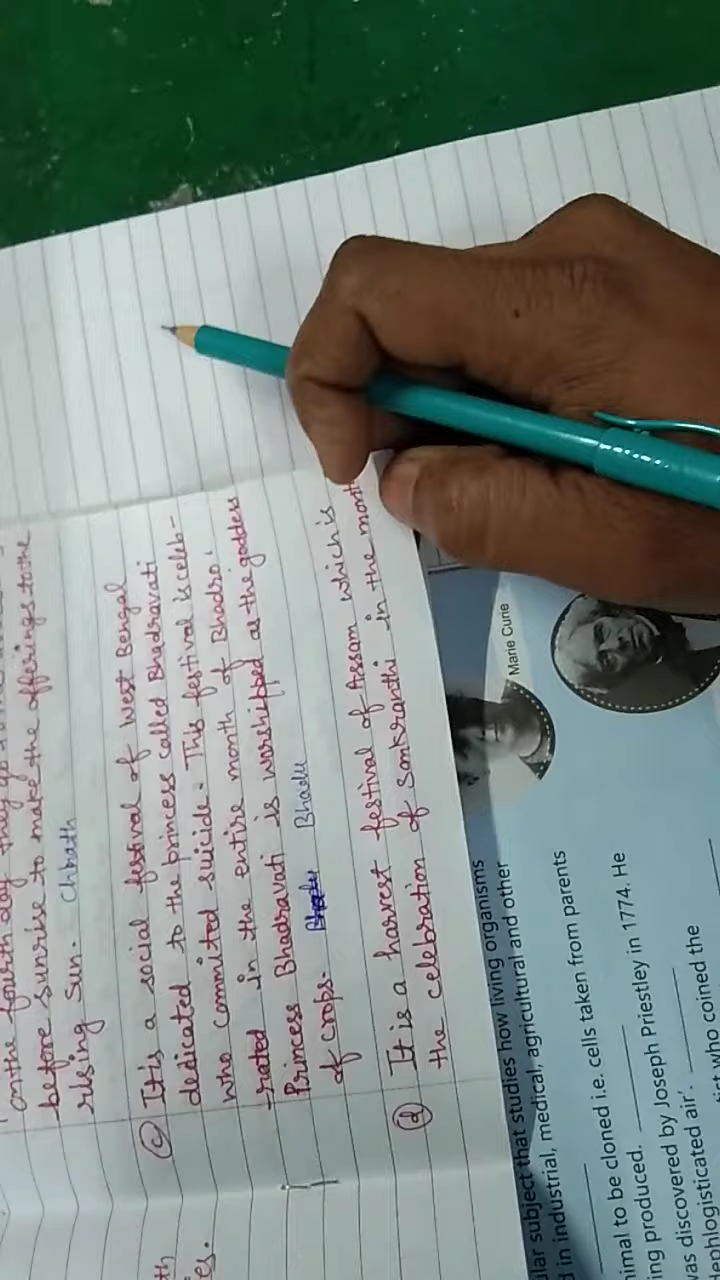 on the fourth day they go
before sunrise to make the offerings to the
rising sun. Chhath
(c) It is a social festival of West Bengal
dedicated to the princess called Bhadravati
who commited suicide. This festival is celeb-
-rated in the entire month of Bhadro.
Princess Bhadravati is worshipped as the goddess
of crops. Bhadu
(d) It is a harvest festival of Assam which is
the celebration of Sankranthi in the month
es.
Marie Curie
lar subject that studies how living organisms
d in industrial, medical, agricultural and other
imal to be cloned i.e. cells taken from parents
ng produced.
was discovered by Joseph Priestley in 1774. He
ephlogisticated air'.
ist who coined the